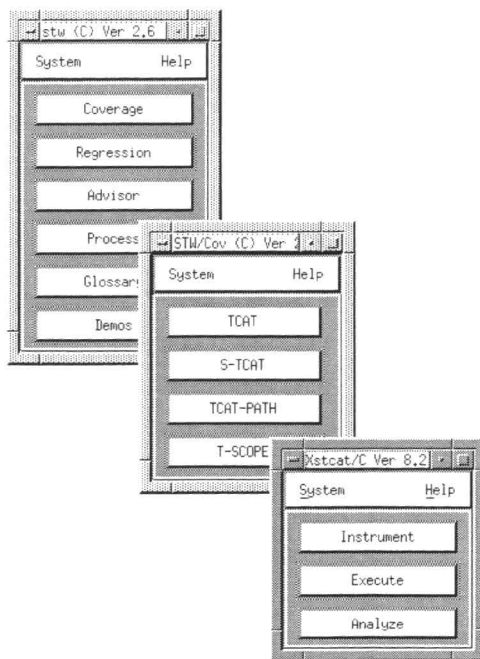 stw (C) Ver 2.6
System Help
Coverage
Regression
Advisor
Process
Glossary
Demos
STW/Cov (C) Ver 2
System Help
TCAT
S-TCAT
TCAT-PATH
T-SCOPE
Xstcat/C Ver 8.2
System Help
Instrument
Execute
Analyze